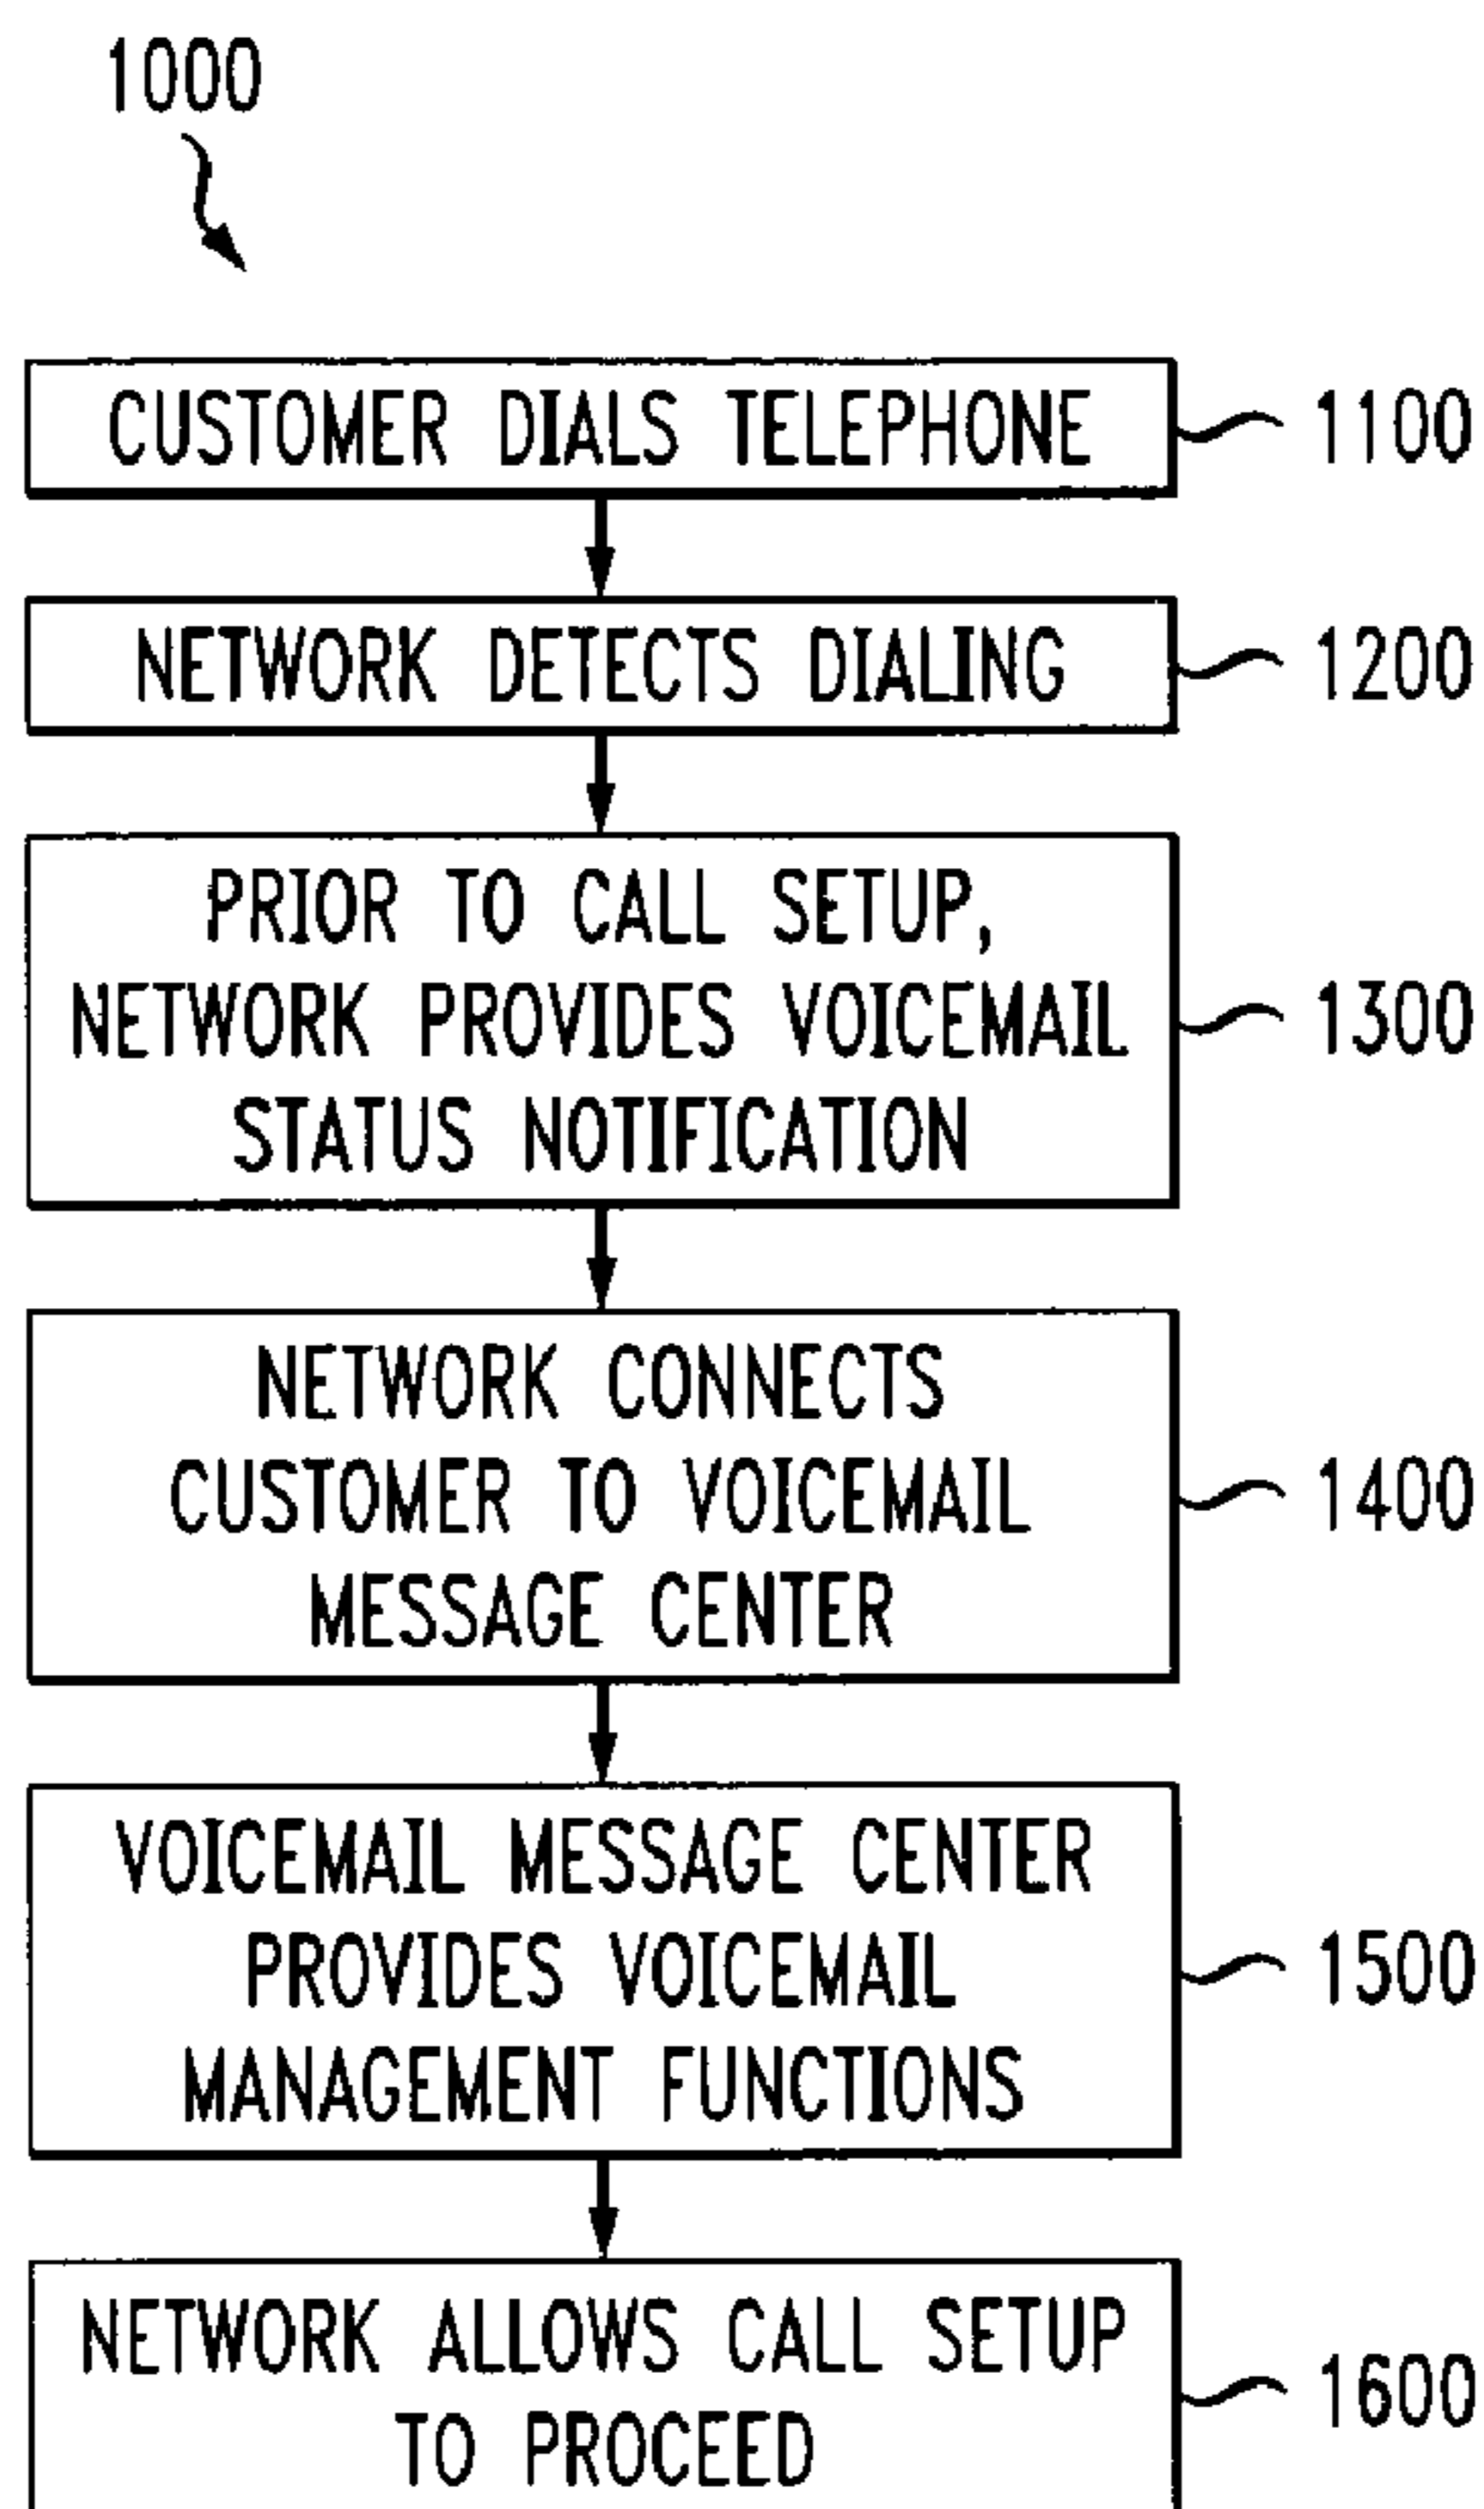 1000
CUSTOMER DIALS TELEPHONE
1100
NETWORK DETECTS DIALING
1200
PRIOR TO CALL SETUP,
NETWORK PROVIDES VOICEMAIL
STATUS NOTIFICATION
1300
NETWORK CONNECTS
CUSTOMER TO VOICEMAIL
MESSAGE CENTER
1400
VOICEMAIL MESSAGE CENTER
PROVIDES VOICEMAIL
MANAGEMENT FUNCTIONS
1500
NETWORK ALLOWS CALL SETUP
TO PROCEED
1600